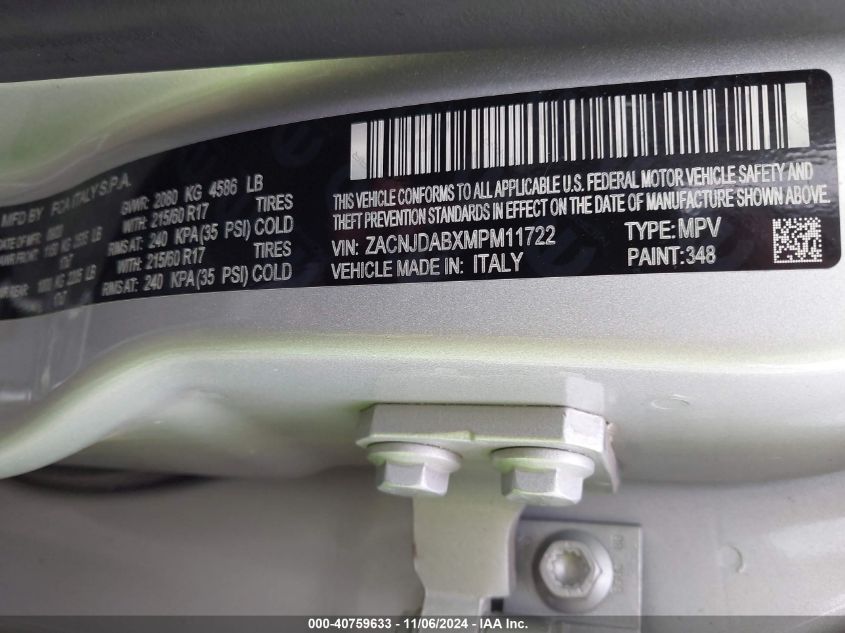 MFD BY FCA ITALY S.P.A.
GVWR: 2080 KG 4586 LB
WITH: 215/60 R17 TIRES
RIMS AT: 240 KPA(35 PSI) COLD
WITH: 215/60 R17 TIRES
RIMS AT: 240 KPA(35 PSI) COLD
THIS VEHICLE CONFORMS TO ALL APPLICABLE U.S. FEDERAL MOTOR VEHICLE SAFETY AND
THEFT PREVENTION STANDARDS IN EFFECT ON THE DATE OF MANUFACTURE SHOWN ABOVE.
VIN: ZACNJDABXMPM11722 TYPE:MPV
VEHICLE MADE IN: ITALY PAINT:348
000-40759633 - 11/06/2024 - IAA Inc.